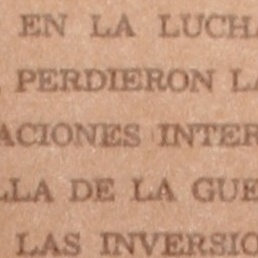 EN LA LUCHA
PERDIERON LA
ACIONES INTER
LLA DE LA GUE
LAS INVERSIO